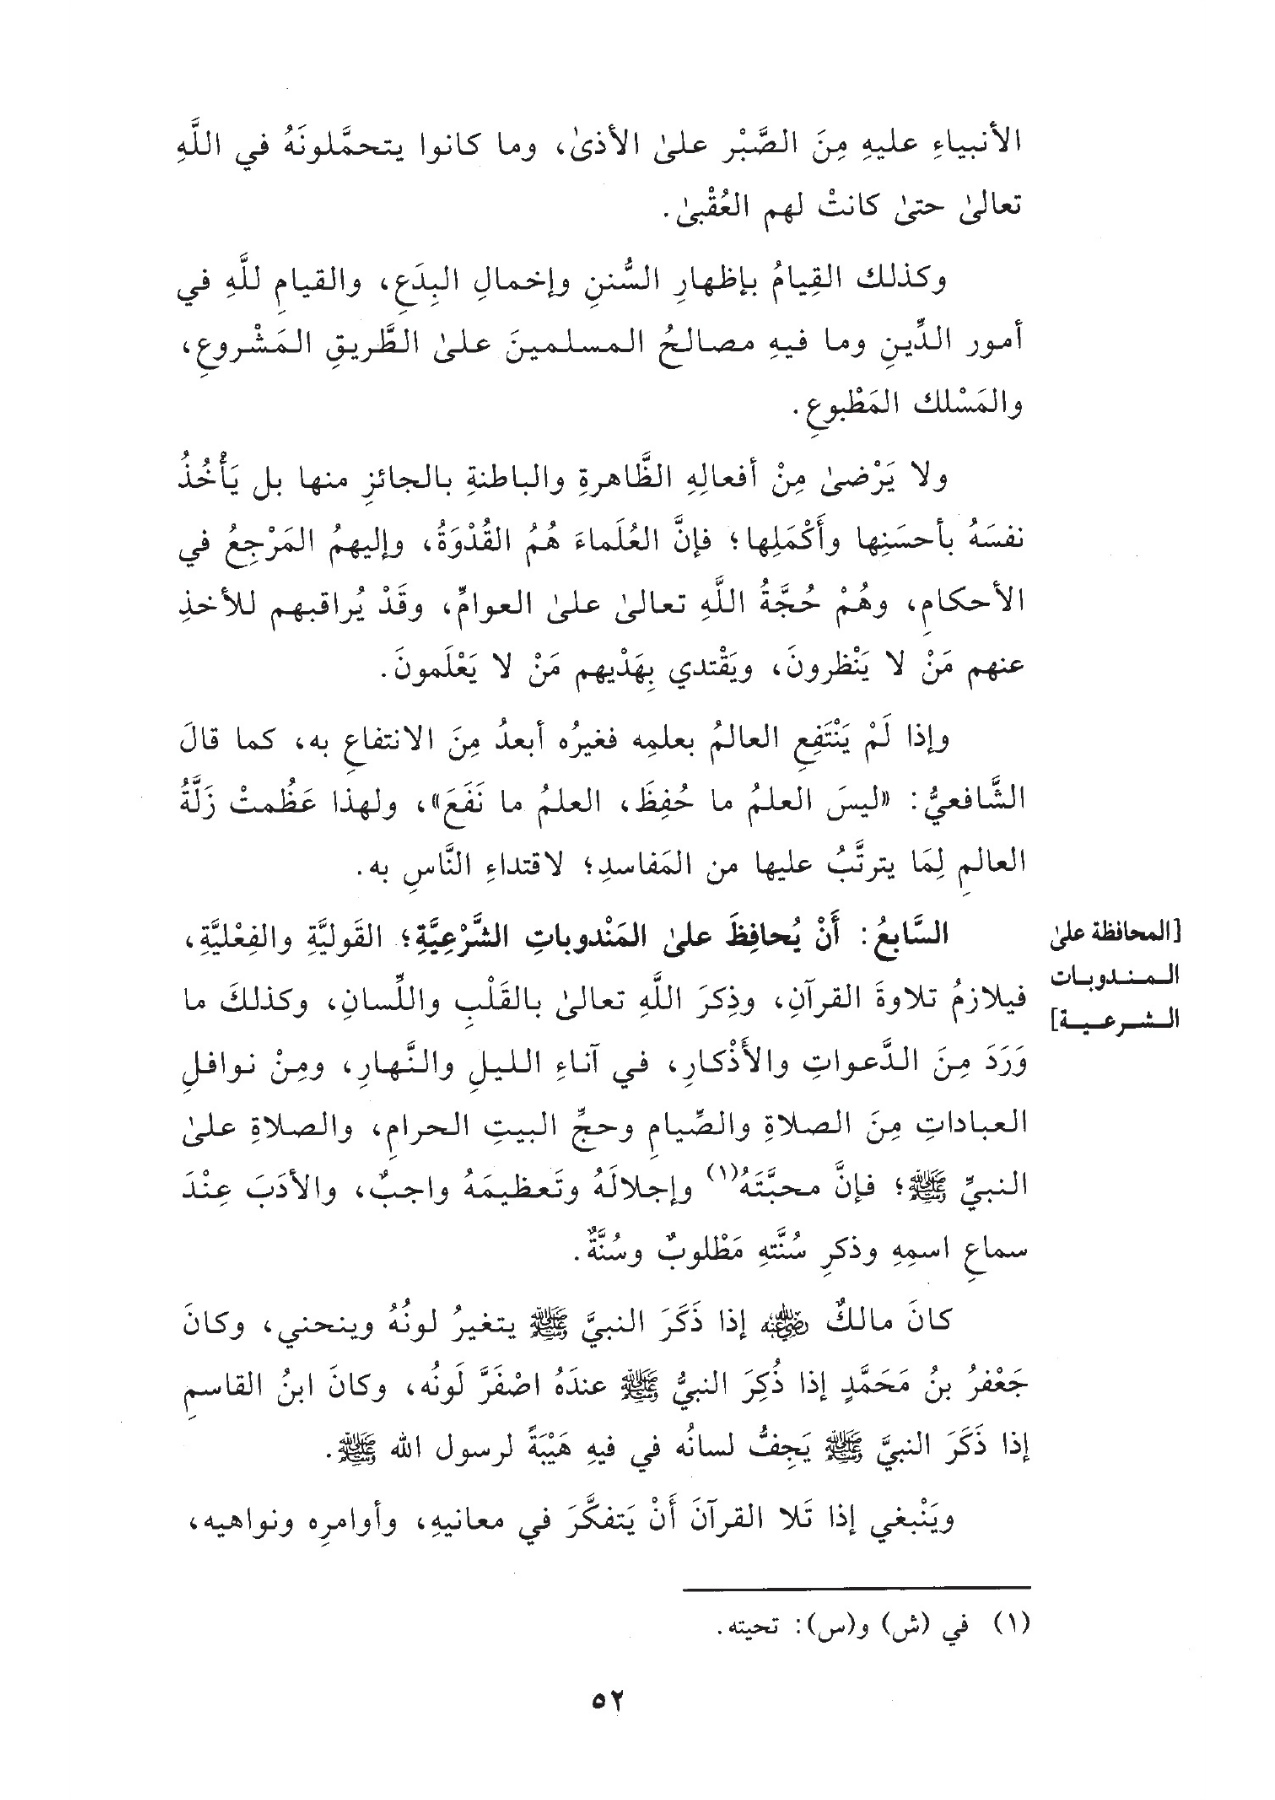 الأنبياءِ عليهِ مِنَ الصَّبْر علىٰ الأذىٰ، وما كانوا يتحمَّلونَهُ في اللَّهِ
تعالىٰ حتىٰ كانتْ لهم العُقْبىٰ.
وكذلك القِيامُ بإظهارِ السُّننِ وإخمالِ البِدَعِ، والقيامِ للَّهِ في
أمور الدِّينِ وما فيهِ مصالحُ المسلمينَ علىٰ الطَّريقِ المَشْروعِ،
والمَسْلك المَطْبوعِ.
ولا يَرْضىٰ مِنْ أفعالِهِ الظَّاهرةِ والباطنةِ بالجائزِ منها بل يَأْخُذُ
نفسَهُ بأحسَنِها وأَكْمَلِها؛ فإنَّ العُلَماءَ هُمُ القُدْوَةُ، وإليهمُ المَرْجِعُ في
الأحكامِ، وهُمْ حُجَّةُ اللَّهِ تعالىٰ علىٰ العوامِّ، وقَدْ يُراقبهم للأخذِ
عنهم مَنْ لا يَنْظرونَ، ويَقْتدي بِهَدْيهم مَنْ لا يَعْلَمونَ.
وإذا لَمْ يَنْتَفِعِ العالمُ بعلمِه فغيرُه أبعدُ مِنَ الانتفاعِ به، كما قالَ
الشَّافعيُّ: «ليسَ العلمُ ما حُفِظَ، العلمُ ما نَفَعَ»، ولهذا عَظُمتْ زَلَّةُ
العالمِ لِمَا يترتَّبُ عليها من المَفاسدِ؛ لاقتداءِ النَّاسِ به.
[المحافظة علىٰ
المندوبات
الشرعية]
السَّابعُ: أَنْ يُحافِظَ علىٰ المَنْدوباتِ الشَّرْعِيَّةِ؛ القَوليَّةِ والفِعْليَّةِ،
فيلازمُ تلاوةَ القرآنِ، وذِكرَ اللَّهِ تعالىٰ بالقَلْبِ واللِّسانِ، وكذلكَ ما
وَرَدَ مِنَ الدَّعواتِ والأَذْكارِ، في آناءِ الليلِ والنَّهارِ، ومِنْ نوافلِ
العباداتِ مِنَ الصلاةِ والصِّيامِ وحجِّ البيتِ الحرامِ، والصلاةِ علىٰ
النبيِّ ﷺ؛ فإنَّ محبَّتَهُ(١) وإجلالَهُ وتَعظيمَهُ واجبٌ، والأدَبَ عِنْدَ
سماعِ اسمِهِ وذكرِ سُنَّتهِ مَطْلوبٌ وسُنَّةٌ.
كانَ مالكٌ رضي الله عنه إذا ذَكَرَ النبيَّ ﷺ يتغيرُ لونُهُ وينحني، وكانَ
جَعْفرُ بنُ مَحَمَّدٍ إذا ذُكِرَ النبيُّ ﷺ عندَهُ اصْفَرَّ لَونُه، وكانَ ابنُ القاسمِ
إذا ذَكَرَ النبيَّ ﷺ يَجِفُّ لسانُه في فيهِ هَيْبَةً لرسول الله ﷺ.
ويَنْبغي إذا تَلا القرآنَ أَنْ يَتفكَّرَ في معانيهِ، وأوامرِه ونواهيه،
(١) في (ش) و(س): تحيته.
٥٢